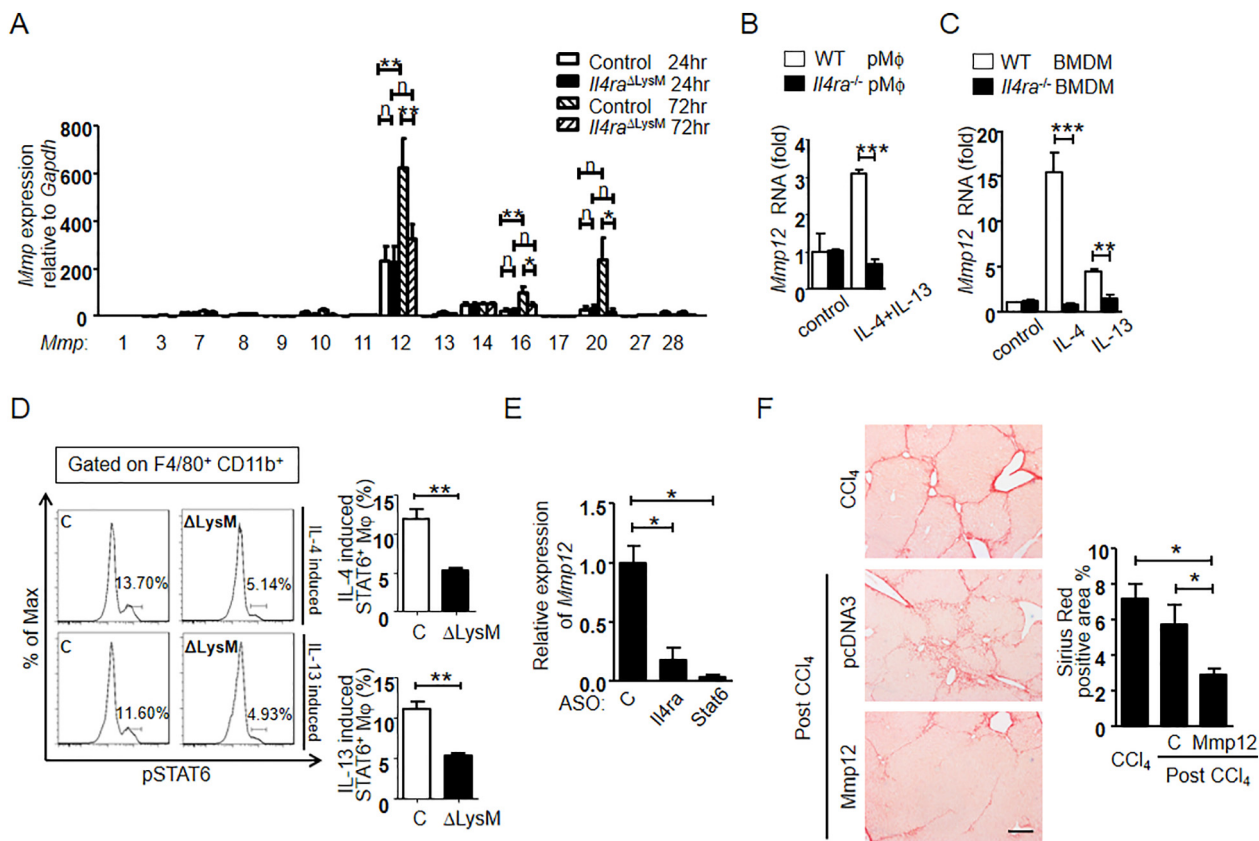 A
Mmp expression
relative to Gapdh
800
600
400
200
0
Control 24hr
Il4raΔLysM 24hr
Control 72hr
Il4raΔLysM 72hr
**
n
n
**
**
n
n
*
n
n
n
*
Mmp: 1 3 7 8 9 10 11 12 13 14 16 17 20 27 28
B
WT pMϕ
Il4ra-/- pMϕ
Mmp12 RNA (fold)
4
3
2
1
0
***
control
IL-4+IL-13
C
WT BMDM
Il4ra-/- BMDM
Mmp12 RNA (fold)
20
15
10
5
0
***
**
control
IL-4
IL-13
D
Gated on F4/80+ CD11b+
% of Max
C
13.70%
ΔLysM
5.14%
IL-4
induced
C
11.60%
ΔLysM
4.93%
IL-13
induced
pSTAT6
IL-4 induced
STAT6+ Mφ (%)
15
10
5
0
**
C ΔLysM
IL-13 induced
STAT6+ Mφ (%)
15
10
5
0
**
C ΔLysM
E
Relative expression
of Mmp12
1.5
1.0
0.5
0.0
*
*
ASO: C Il4ra Stat6
F
CCl4
pcDNA3
Mmp12
Post CCl4
Sirius Red
positive area %
10
8
6
4
2
0
*
*
C Mmp12
CCl4
Post CCl4